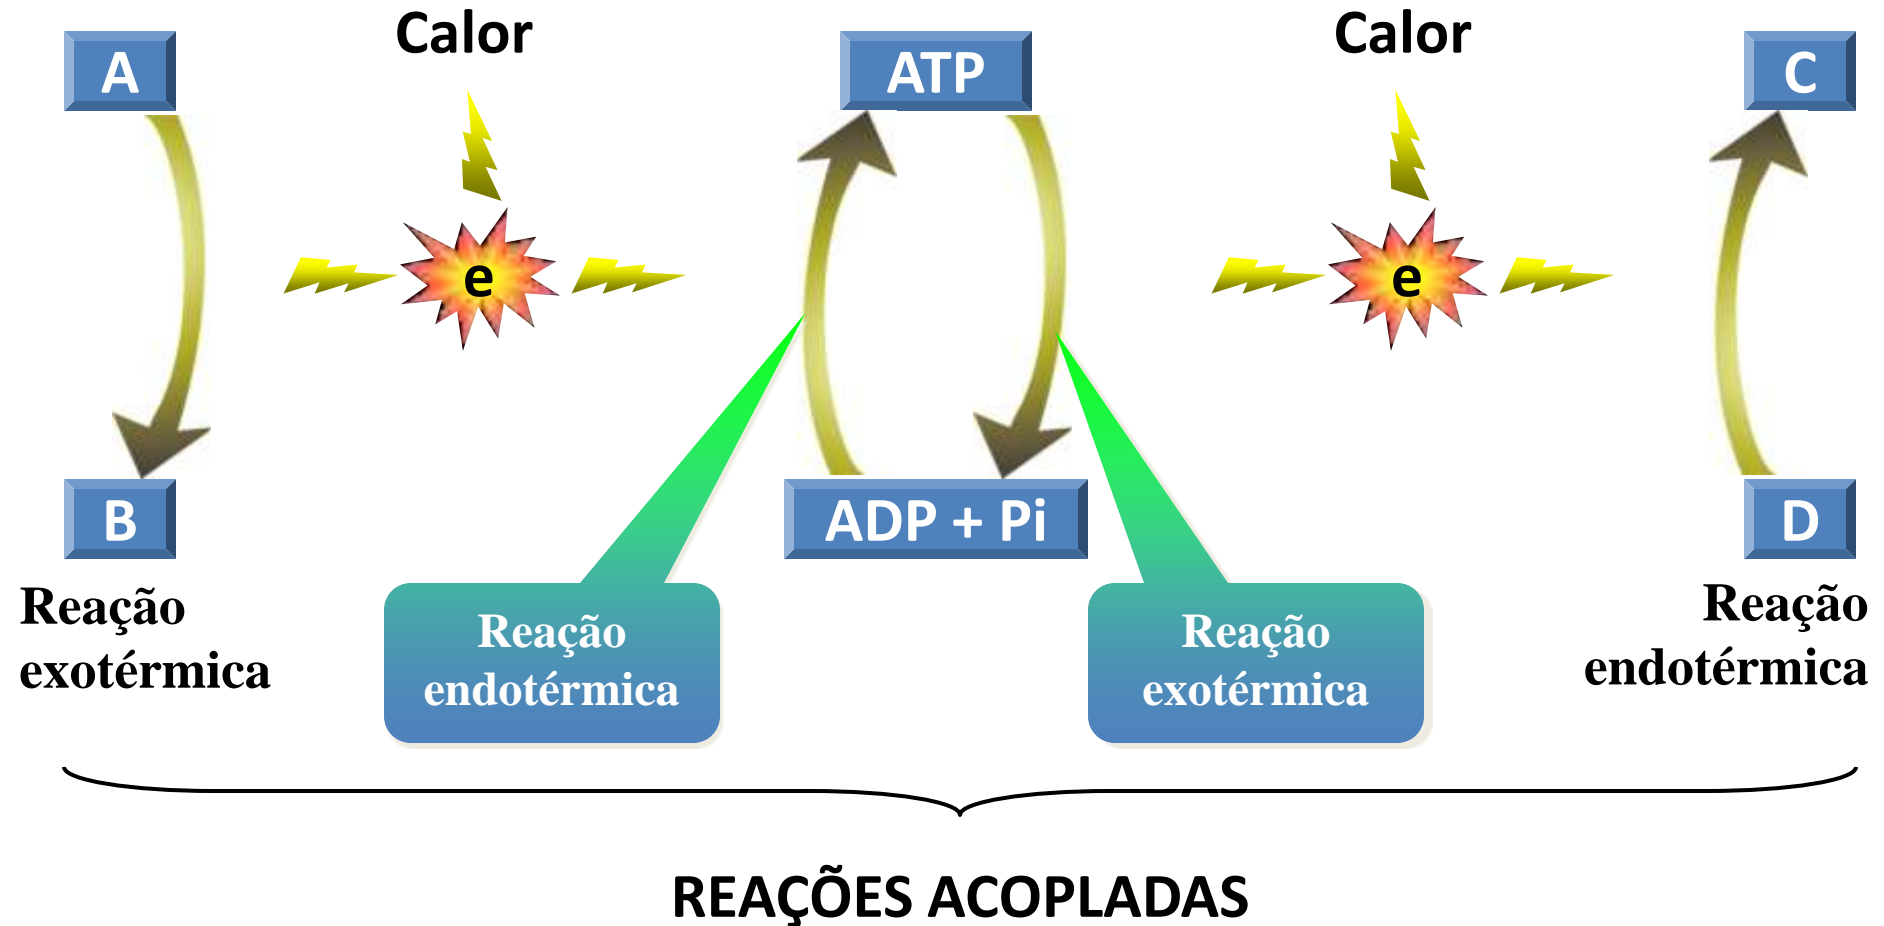 Calor
Calor
A
ATP
C
e
e
B
ADP + Pi
D
Reação
exotérmica
Reação
endotérmica
Reação
exotérmica
Reação
endotérmica
REAÇÕES ACOPLADAS